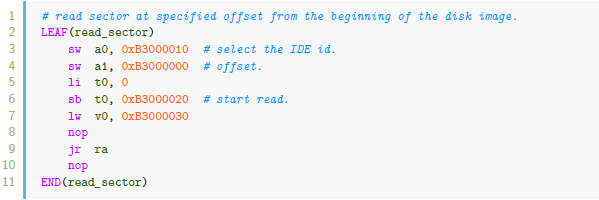 1 # read sector at specified offset from the beginning of the disk image.
2 LEAF(read_sector)
3 sw a0, 0xB3000010 # select the IDE id.
4 sw a1, 0xB3000000 # offset.
5 li t0, 0
6 sb t0, 0xB3000020 # start read.
7 lw v0, 0xB3000030
8 nop
9 jr ra
10 nop
11 END(read_sector)